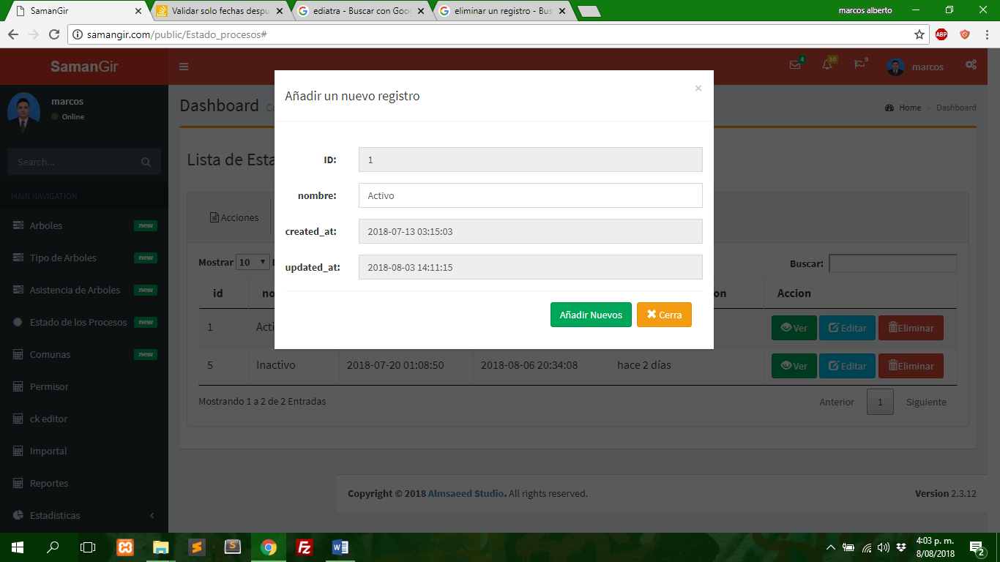 SamanGir
Validar solo fechas despu
ediatra - Buscar con Goo
eliminar un registro - Bus
marcos alberto
samangir.com/public/Estado_procesos#
ABP
SamanGir
4
10
9
marcos
marcos
Online
Search...
MAIN NAVIGATION
Arboles new
Tipo de Arboles new
Asistencia de Arboles new
Estado de los Procesos new
Comunas new
Permisor
ck editor
Importal
Reportes
Estadisticas
Dashboard
Home > Dashboard
Lista de Esta
Acciones
Mostrar 10
Buscar:
id
no
on
Accion
1
Acti
Ver Editar Eliminar
5 Inactivo 2018-07-20 01:08:50 2018-08-06 20:34:08 hace 2 días Ver Editar Eliminar
Mostrando 1 a 2 de 2 Entradas
Anterior 1 Siguiente
Añadir un nuevo registro
×
ID: 1
nombre: Activo
created_at: 2018-07-13 03:15:03
updated_at: 2018-08-03 14:11:15
Añadir Nuevos
Cerra
Copyright © 2018 Almsaeed Studio. All rights reserved.
Version 2.3.12
4:03 p. m.
8/08/2018
2